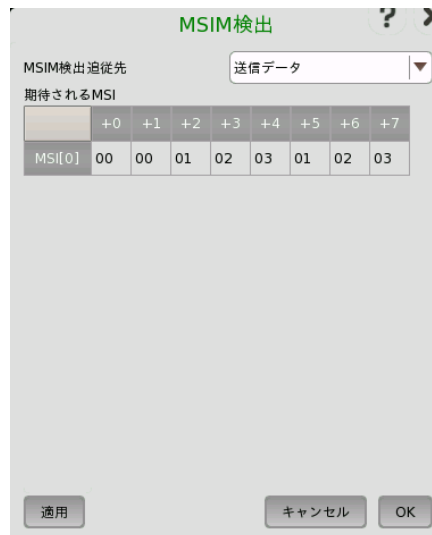 MSIM検出 ?
MSIM検出追従先 送信データ
期待されるMSI
+0 +1 +2 +3 +4 +5 +6 +7
MSI[0] 00 00 01 02 03 01 02 03
適用 キャンセル OK